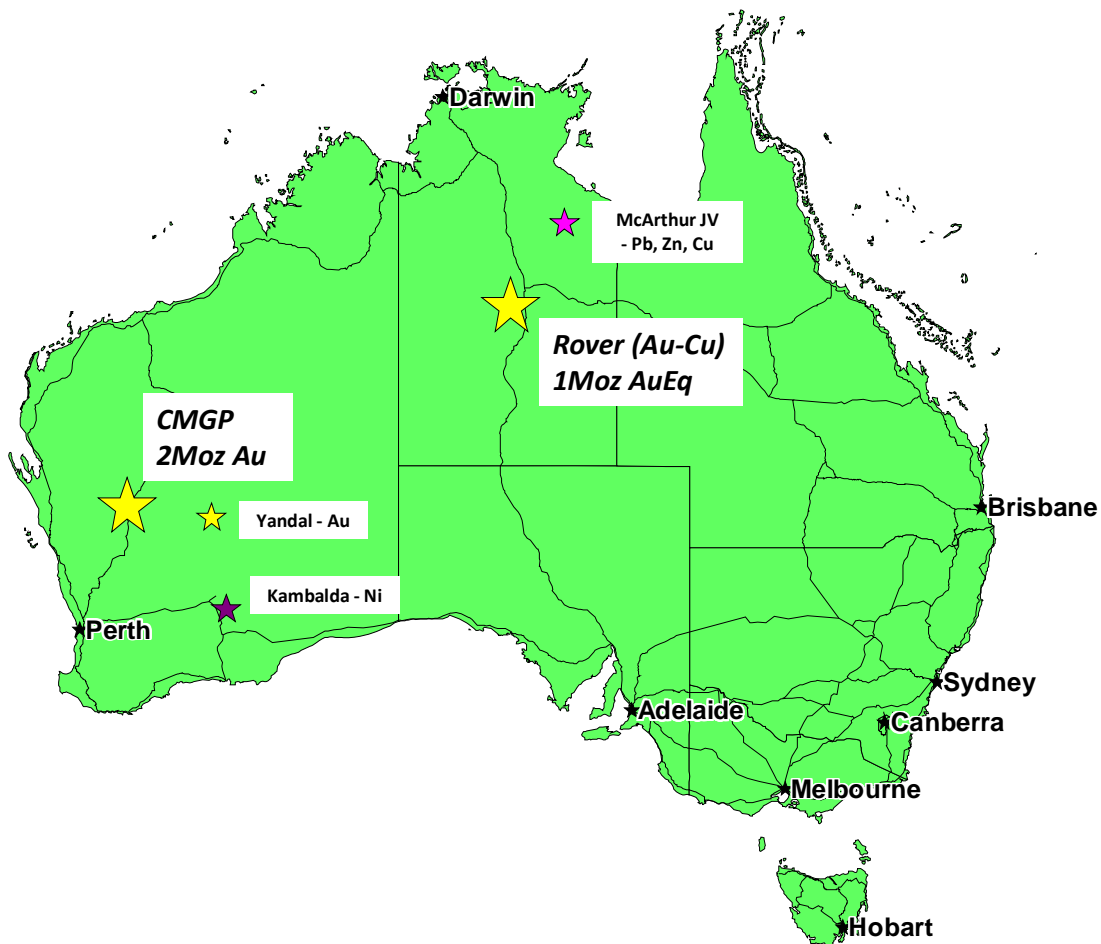 Darwin
McArthur JV
- Pb, Zn, Cu
Rover (Au-Cu)
1Moz AuEq
CMGP
2Moz Au
Yandal - Au
Brisbane
Kambalda - Ni
Perth
Sydney
Adelaide
Canberra
Melbourne
Hobart